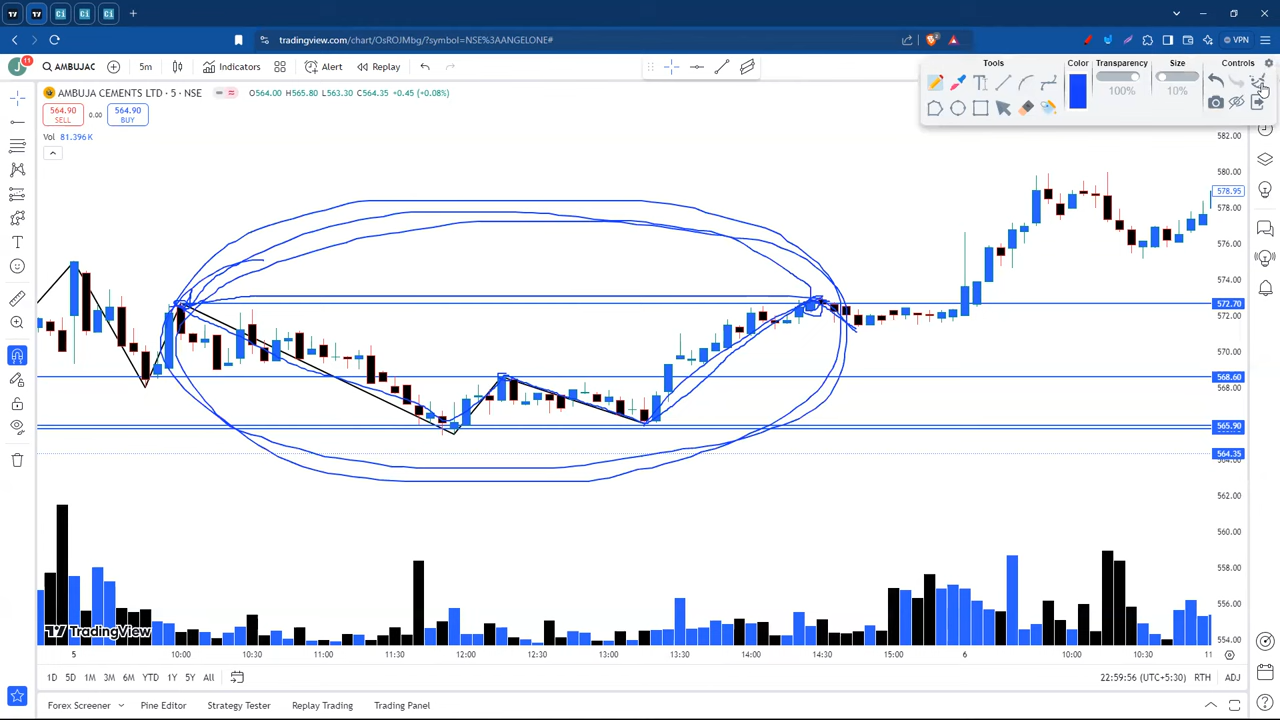 tradingview.com/chart/OsROJMbg/?symbol=NSE%3AANGELONE#
VPN
J
11
AMBUJAC
5m
Indicators
Alert
Replay
Tools
Color
Transparency
Size
Controls
100%
10%
AMBUJA CEMENTS LTD · 5 · NSE
O564.00 H565.80 L563.30 C564.35 +0.45 (+0.08%)
564.90
SELL
0.00
564.90
BUY
Vol 81.396 K
582.00
580.00
578.95
578.00
576.00
574.00
572.70
572.00
570.00
568.60
568.00
565.90
564.35
562.00
560.00
558.00
556.00
554.00
TradingView
5
10:00
10:30
11:00
11:30
12:00
12:30
13:00
13:30
14:00
14:30
15:00
6
10:00
10:30
11
1D
5D
1M
3M
6M
YTD
1Y
5Y
All
22:59:56 (UTC+5:30)
RTH
ADJ
Forex Screener
Pine Editor
Strategy Tester
Replay Trading
Trading Panel